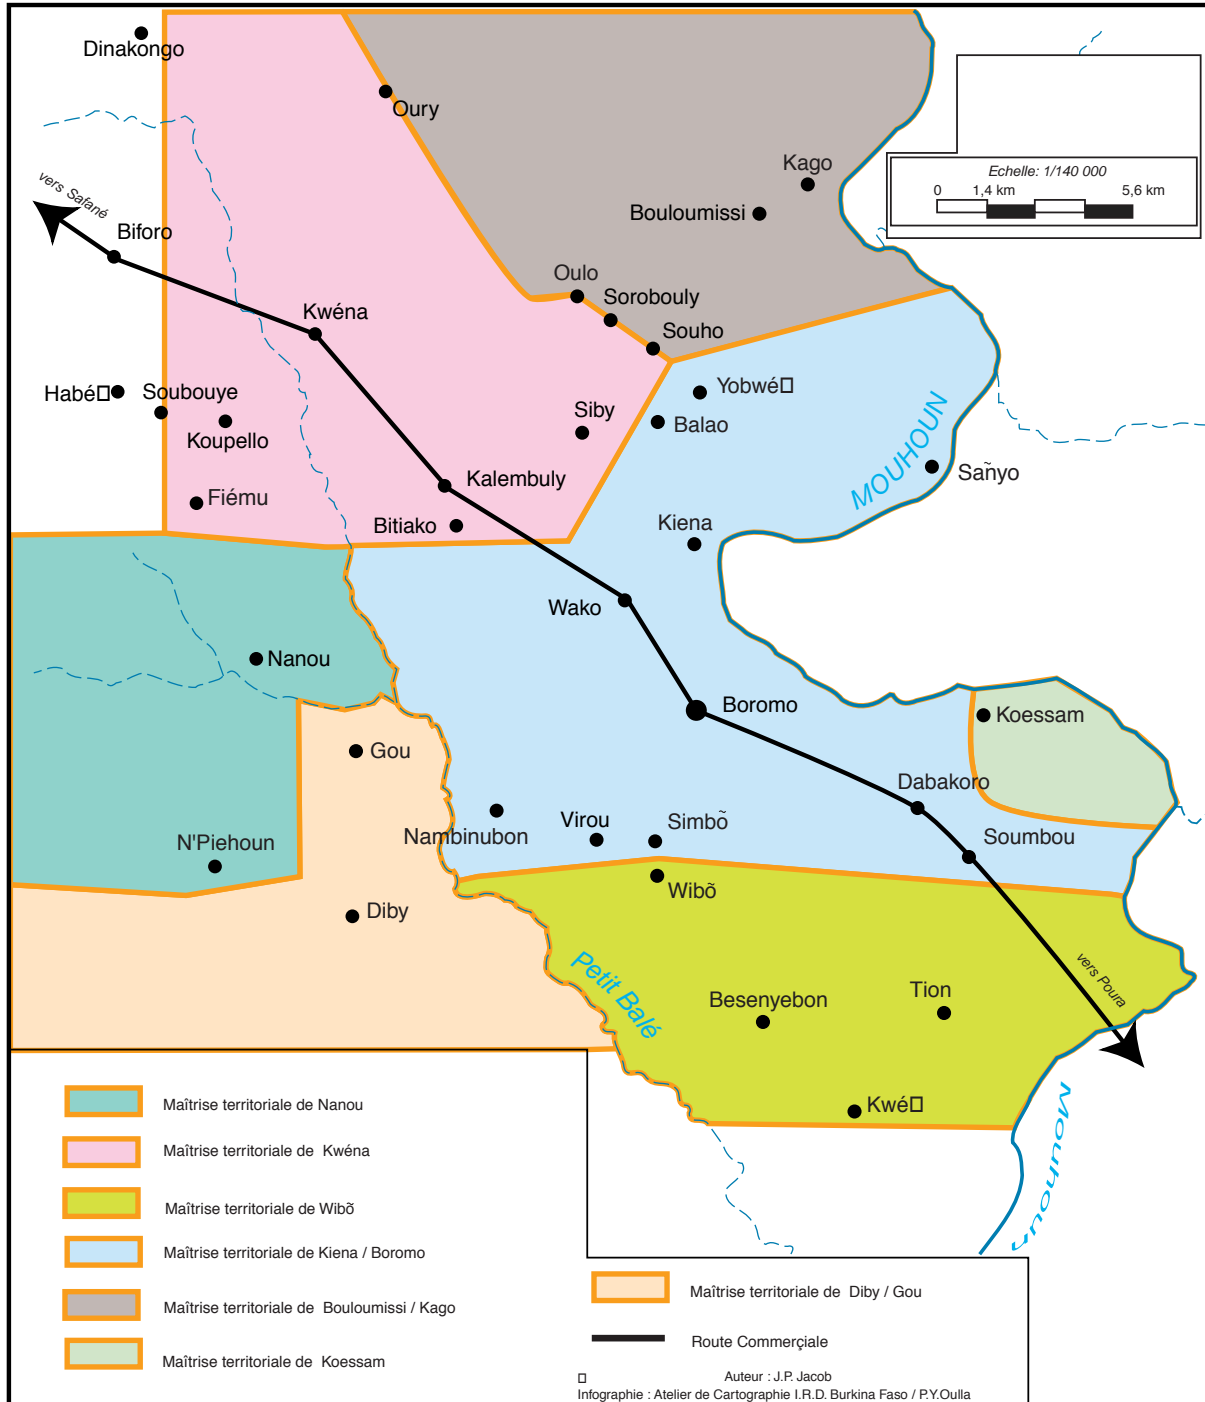 Dinakongo
Oury
Kago
Bouloumissi
Echelle: 1/140 000
0 1,4 km 5,6 km
vers Safané
Biforo
Oulo
Sorobouly
Souho
Kwéna
Habé□
Soubouye
Koupello
Siby
Yobwé□
Balao
MOUHOUN
Sañyo
Fiému
Kalembuly
Bitiako
Kiena
Wako
Nanou
Boromo
Koessam
Gou
Dabakoro
Nambinubon
Virou
Simbõ
Soumbou
N'Piehoun
Wibõ
Diby
Petit Balé
Besenyebon
Tion
vers Poura
Kwé□
Mouhoun
Maîtrise territoriale de Nanou
Maîtrise territoriale de Kwéna
Maîtrise territoriale de Wibõ
Maîtrise territoriale de Kiena / Boromo
Maîtrise territoriale de Bouloumissi / Kago
Maîtrise territoriale de Koessam
Maîtrise territoriale de Diby / Gou
Route Commerçiale
□ Auteur : J.P. Jacob
Infographie : Atelier de Cartographie I.R.D. Burkina Faso / P.Y.Oulla